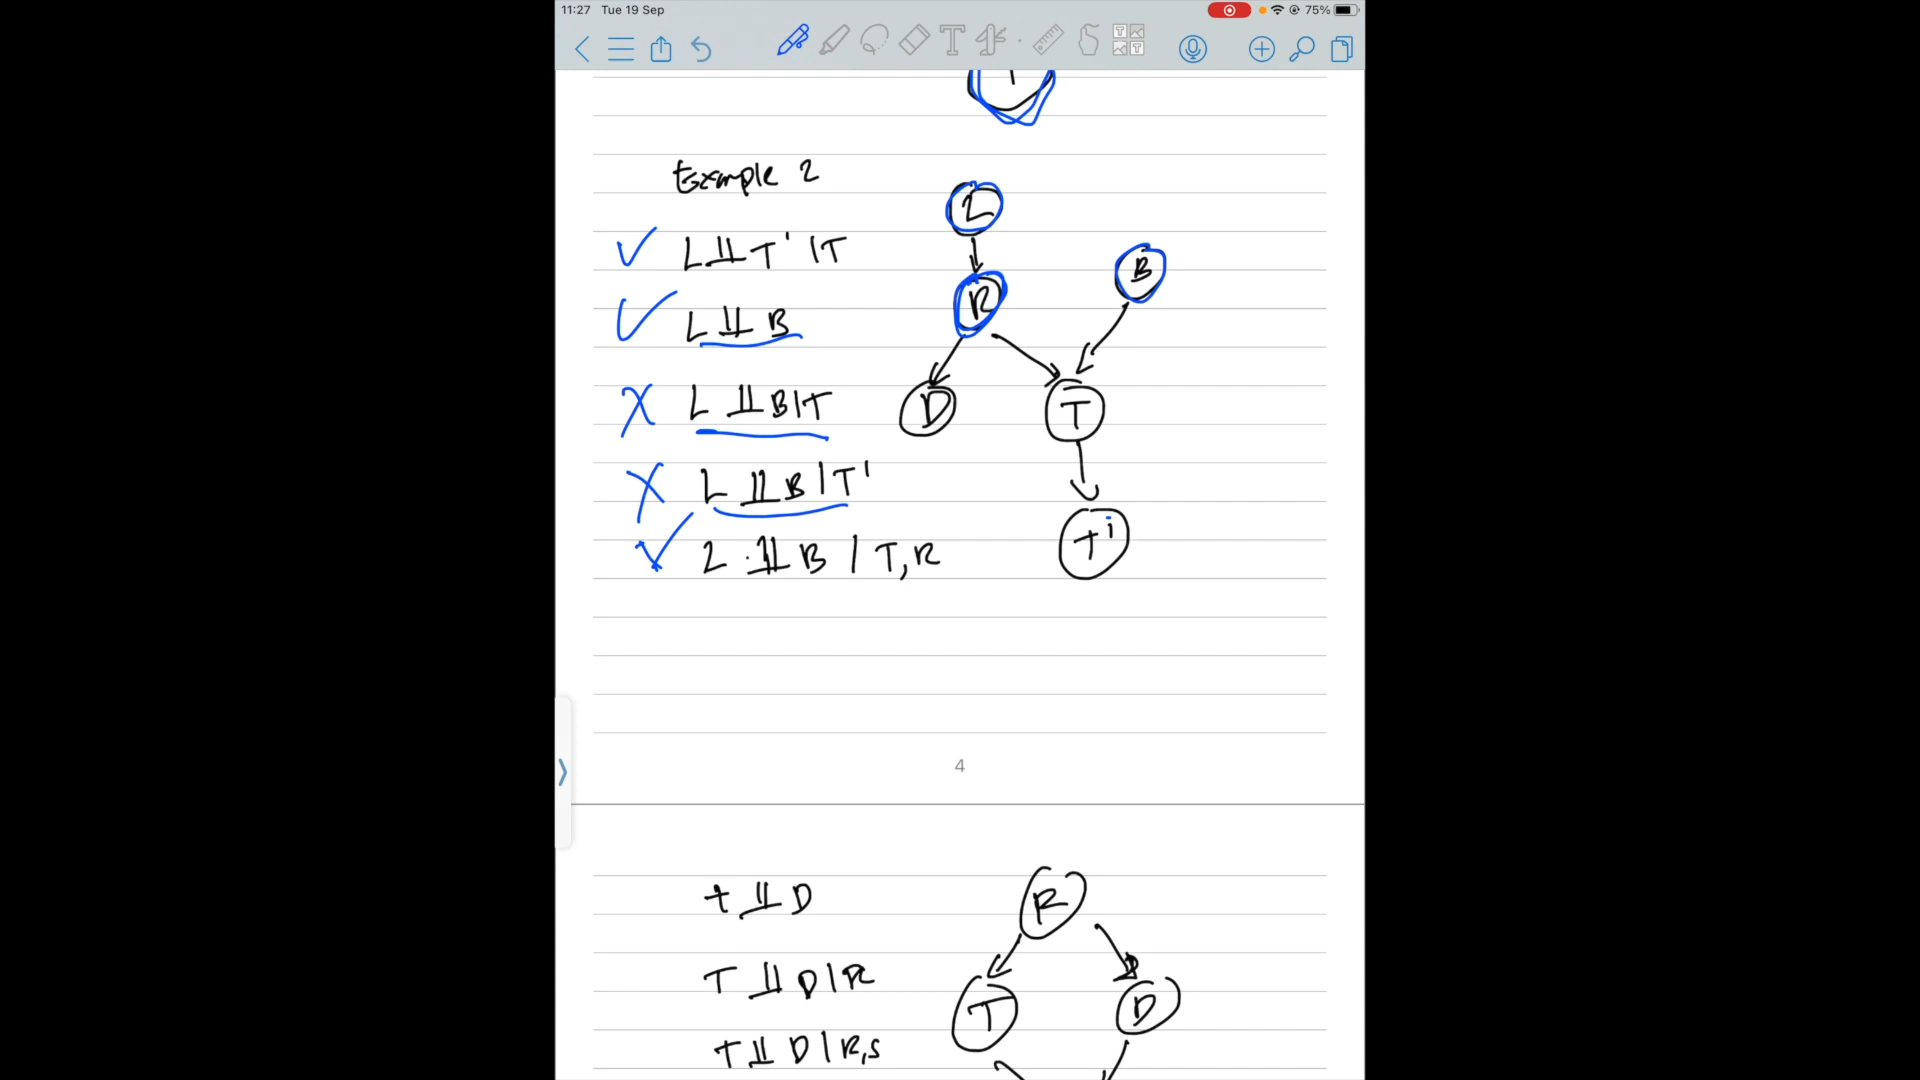 11:27 Tue 19 Sep 75%
Example 2
L
L ⫫ T' | T
B
R
L ⫫ B
L ⫫ B | T
D
T
L ⫫ B | T'
T'
L ⫫ B | T, R
4
T ⫫ D
R
T ⫫ D | R
T
D
T ⫫ D | R, S